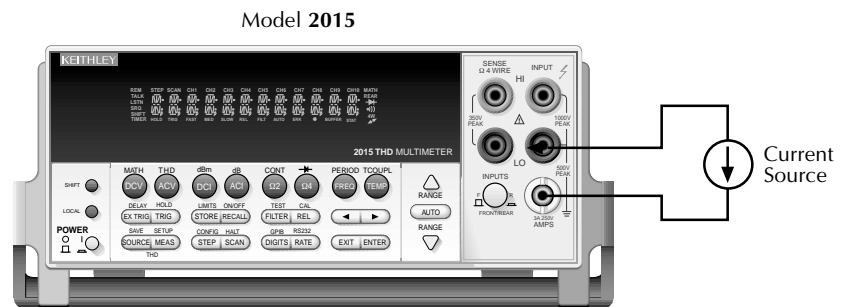 Model 2015
KEITHLEY
SENSE
Ω 4 WIRE
INPUT
HI
REM STEP SCAN CH1 CH2 CH3 CH4 CH5 CH6 CH7 CH8 CH9 CH10 MATH
TALK REAR
LSTN
SRQ
SHIFT 4W
TIMER HOLD TRIG FAST MED SLOW REL FILT AUTO ERR BUFFER STAT
350V
PEAK
1000V
PEAK
2015 THD MULTIMETER
LO
500V
PEAK
Current
Source
MATH THD dBm dB CONT PERIOD TCOUPL
SHIFT DCV ACV DCI ACI Ω2 Ω4 FREQ TEMP
RANGE
INPUTS
F R
FRONT/REAR
DELAY HOLD LIMITS ON/OFF TEST CAL
LOCAL EX TRIG TRIG STORE RECALL FILTER REL AUTO
3A 250V
AMPS
POWER
O I
SAVE SETUP CONFIG HALT GPIB RS232
RANGE
SOURCE MEAS STEP SCAN DIGITS RATE EXIT ENTER
THD